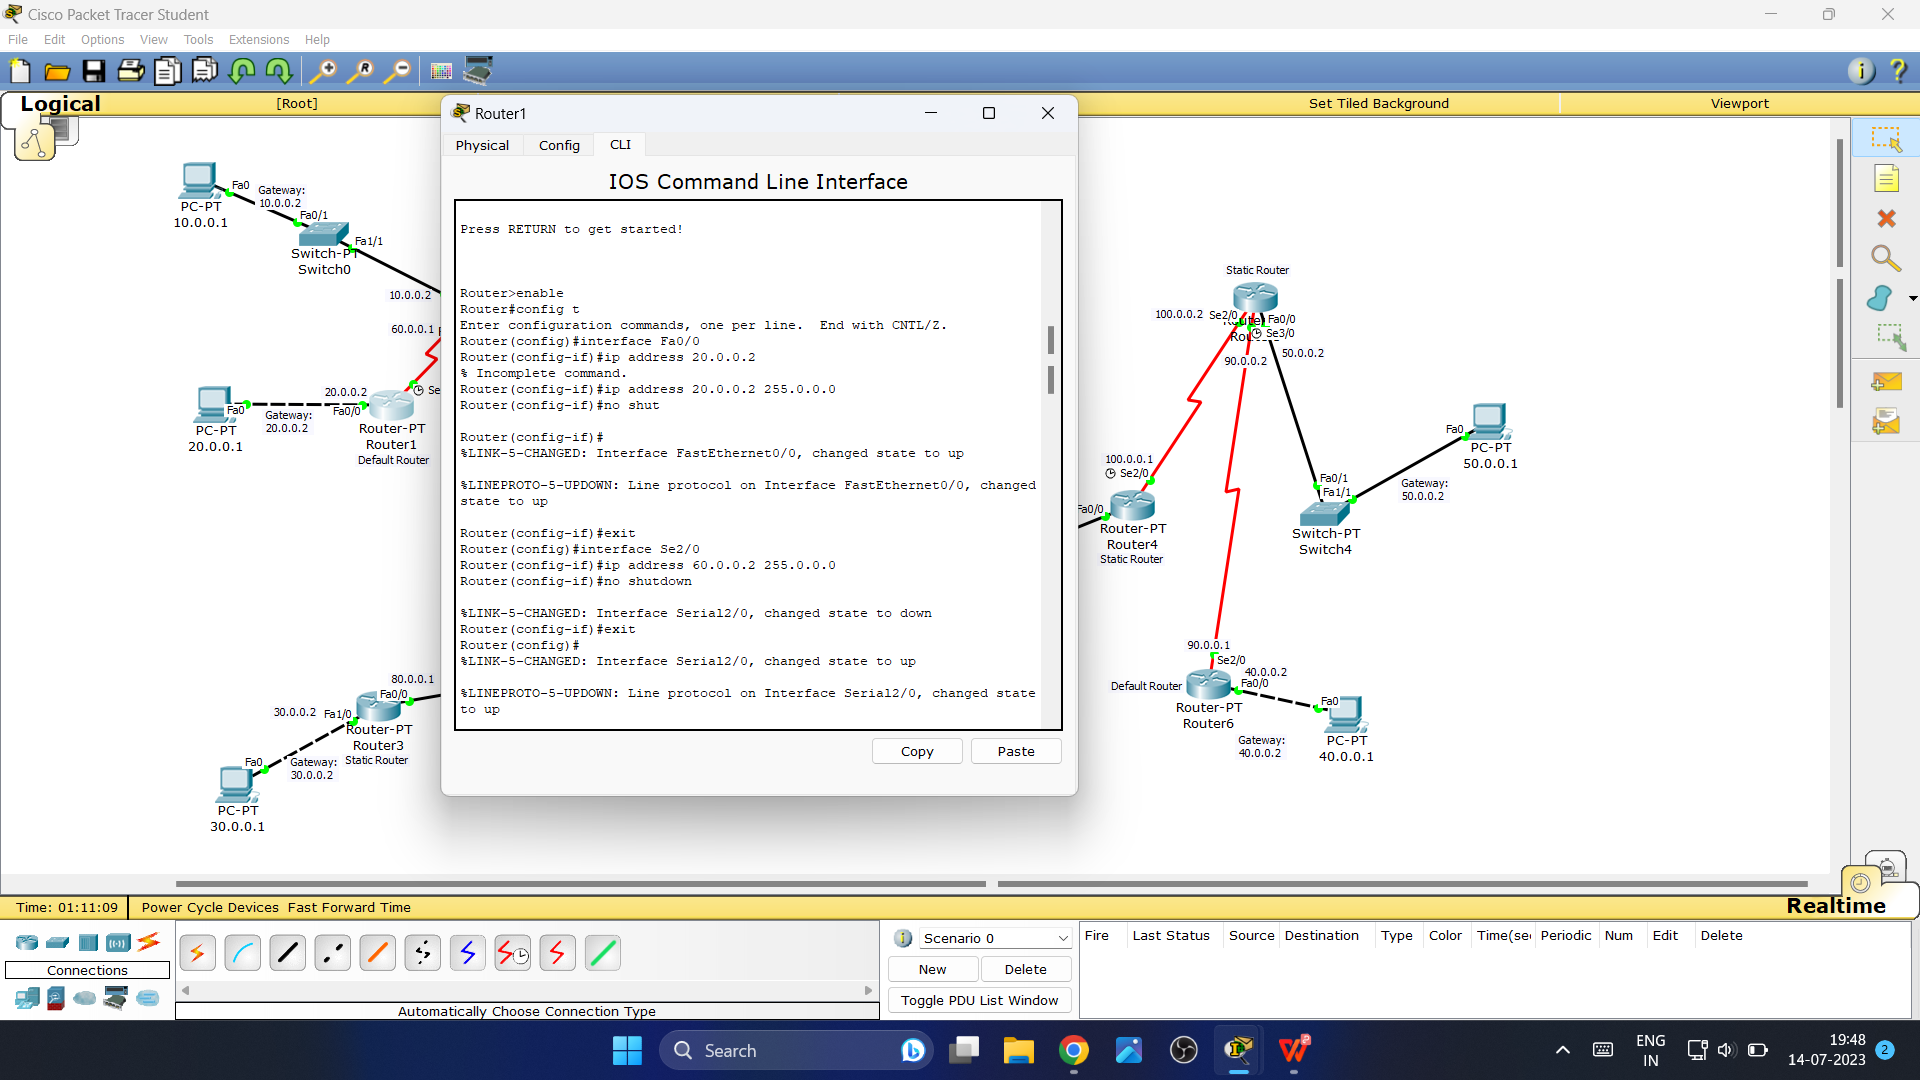 Cisco Packet Tracer Student
File Edit Options View Tools Extensions Help
Logical
[Root]
Set Tiled Background
Viewport
Router1
Physical Config CLI
IOS Command Line Interface
Press RETURN to get started!
Router>enable
Router#config t
Enter configuration commands, one per line.  End with CNTL/Z.
Router(config)#interface Fa0/0
Router(config-if)#ip address 20.0.0.2
% Incomplete command.
Router(config-if)#ip address 20.0.0.2 255.0.0.0
Router(config-if)#no shut
Router(config-if)#
%LINK-5-CHANGED: Interface FastEthernet0/0, changed state to up
%LINEPROTO-5-UPDOWN: Line protocol on Interface FastEthernet0/0, changed
state to up
Router(config-if)#exit
Router(config)#interface Se2/0
Router(config-if)#ip address 60.0.0.2 255.0.0.0
Router(config-if)#no shutdown
%LINK-5-CHANGED: Interface Serial2/0, changed state to down
Router(config-if)#exit
Router(config)#
%LINK-5-CHANGED: Interface Serial2/0, changed state to up
%LINEPROTO-5-UPDOWN: Line protocol on Interface Serial2/0, changed state
to up
Copy Paste
Fa0
PC-PT
10.0.0.1
Gateway:
10.0.0.2
Fa0/1
Fa1/1
Switch-PT
Switch0
10.0.0.2
60.0.0.1
Fa0
PC-PT
20.0.0.1
Gateway:
20.0.0.2
20.0.0.2
Fa0/0
Se
Router-PT
Router1
Default Router
80.0.0.1
Fa0/0
30.0.0.2 Fa1/0
Router-PT
Router3
Static Router
Fa0
Gateway:
30.0.0.2
PC-PT
30.0.0.1
Static Router
100.0.0.2 Se2/0
Fa0/0
Se3/0
90.0.0.2
50.0.0.2
100.0.0.1
Se2/0
Fa0/0
Router-PT
Router4
Static Router
Fa0/1
Fa1/1
Switch-PT
Switch4
Fa0
PC-PT
50.0.0.1
Gateway:
50.0.0.2
90.0.0.1
Se2/0
40.0.0.2
Fa0/0
Default Router
Router-PT
Router6
Gateway:
40.0.0.2
Fa0
PC-PT
40.0.0.1
Time: 01:11:09
Power Cycle Devices Fast Forward Time
Realtime
Connections
Automatically Choose Connection Type
Scenario 0
New Delete
Toggle PDU List Window
Fire Last Status Source Destination Type Color Time(sec Periodic Num Edit Delete
Search
ENG
IN
19:48
14-07-2023
2